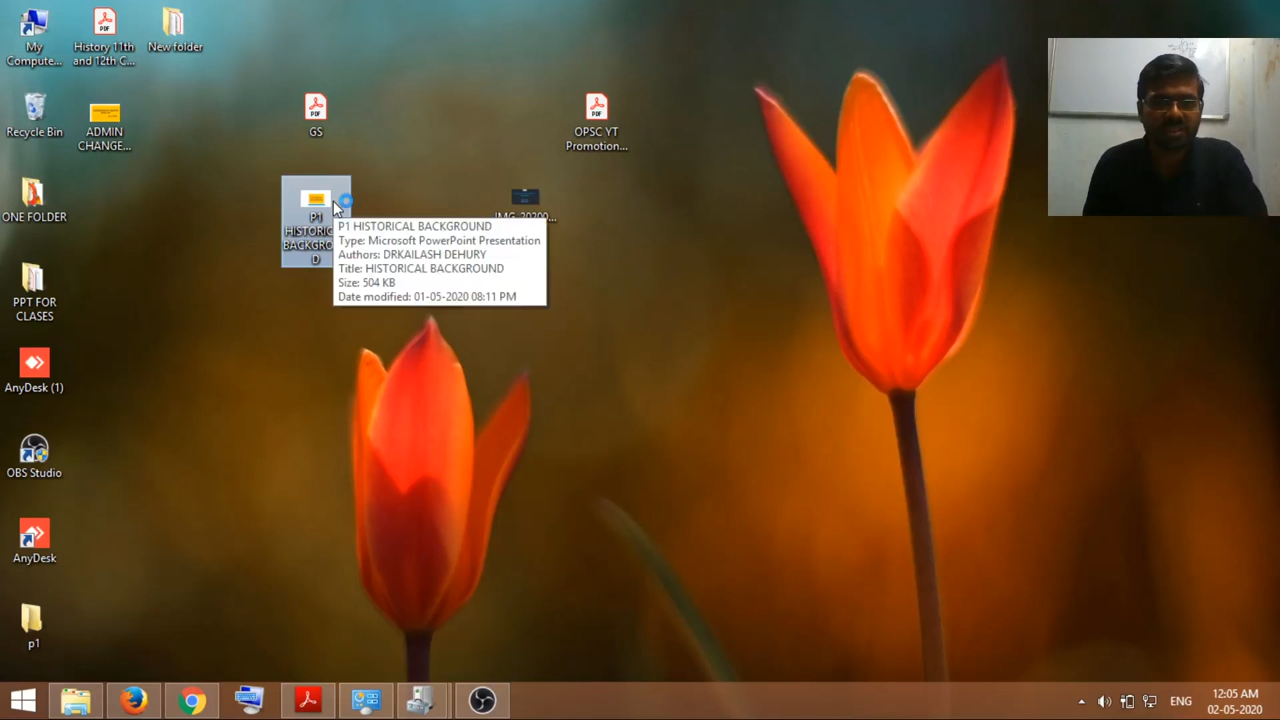 My
Compute...
History 11th
and 12th C...
New folder
Recycle Bin
ADMIN
CHANGE...
GS
OPSC YT
Promotion...
ONE FOLDER
P1
HISTORIC
BACKGRO
D
P1 HISTORICAL BACKGROUND
Type: Microsoft PowerPoint Presentation
Authors: DRKAILASH DEHURY
Title: HISTORICAL BACKGROUND
Size: 504 KB
Date modified: 01-05-2020 08:11 PM
PPT FOR
CLASES
AnyDesk (1)
OBS Studio
AnyDesk
p1
ENG
12:05 AM
02-05-2020